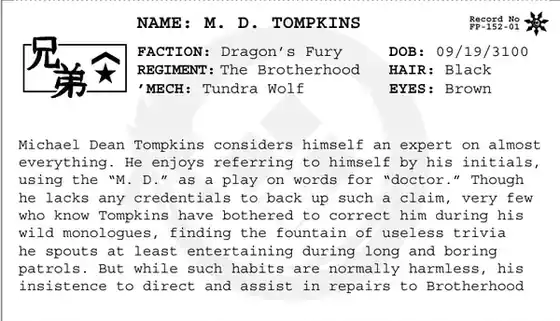 NAME: M. D. TOMPKINS
Record No
FP-152-01
兄弟
FACTION: Dragon's Fury
DOB: 09/19/3100
REGIMENT: The Brotherhood
HAIR: Black
'MECH: Tundra Wolf
EYES: Brown
Michael Dean Tompkins considers himself an expert on almost
everything. He enjoys referring to himself by his initials,
using the “M. D.” as a play on words for “doctor.” Though
he lacks any credentials to back up such a claim, very few
who know Tompkins have bothered to correct him during his
wild monologues, finding the fountain of useless trivia
he spouts at least entertaining during long and boring
patrols. But while such habits are normally harmless, his
insistence to direct and assist in repairs to Brotherhood